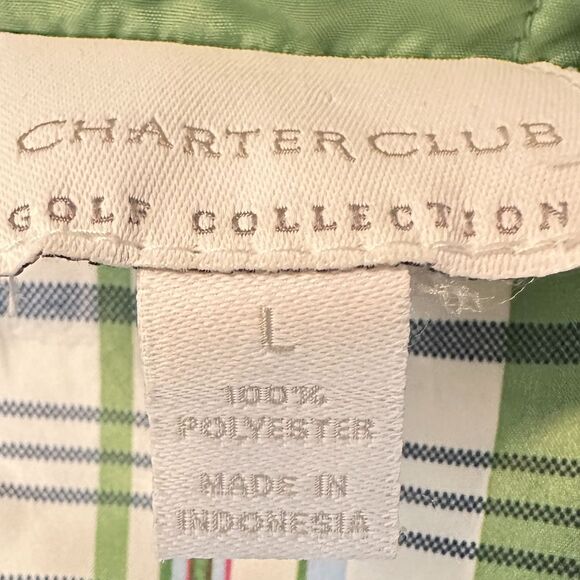 CHARTER CLUB
GOLF COLLECTION
L
100%
POLYESTER
MADE IN
INDONESIA